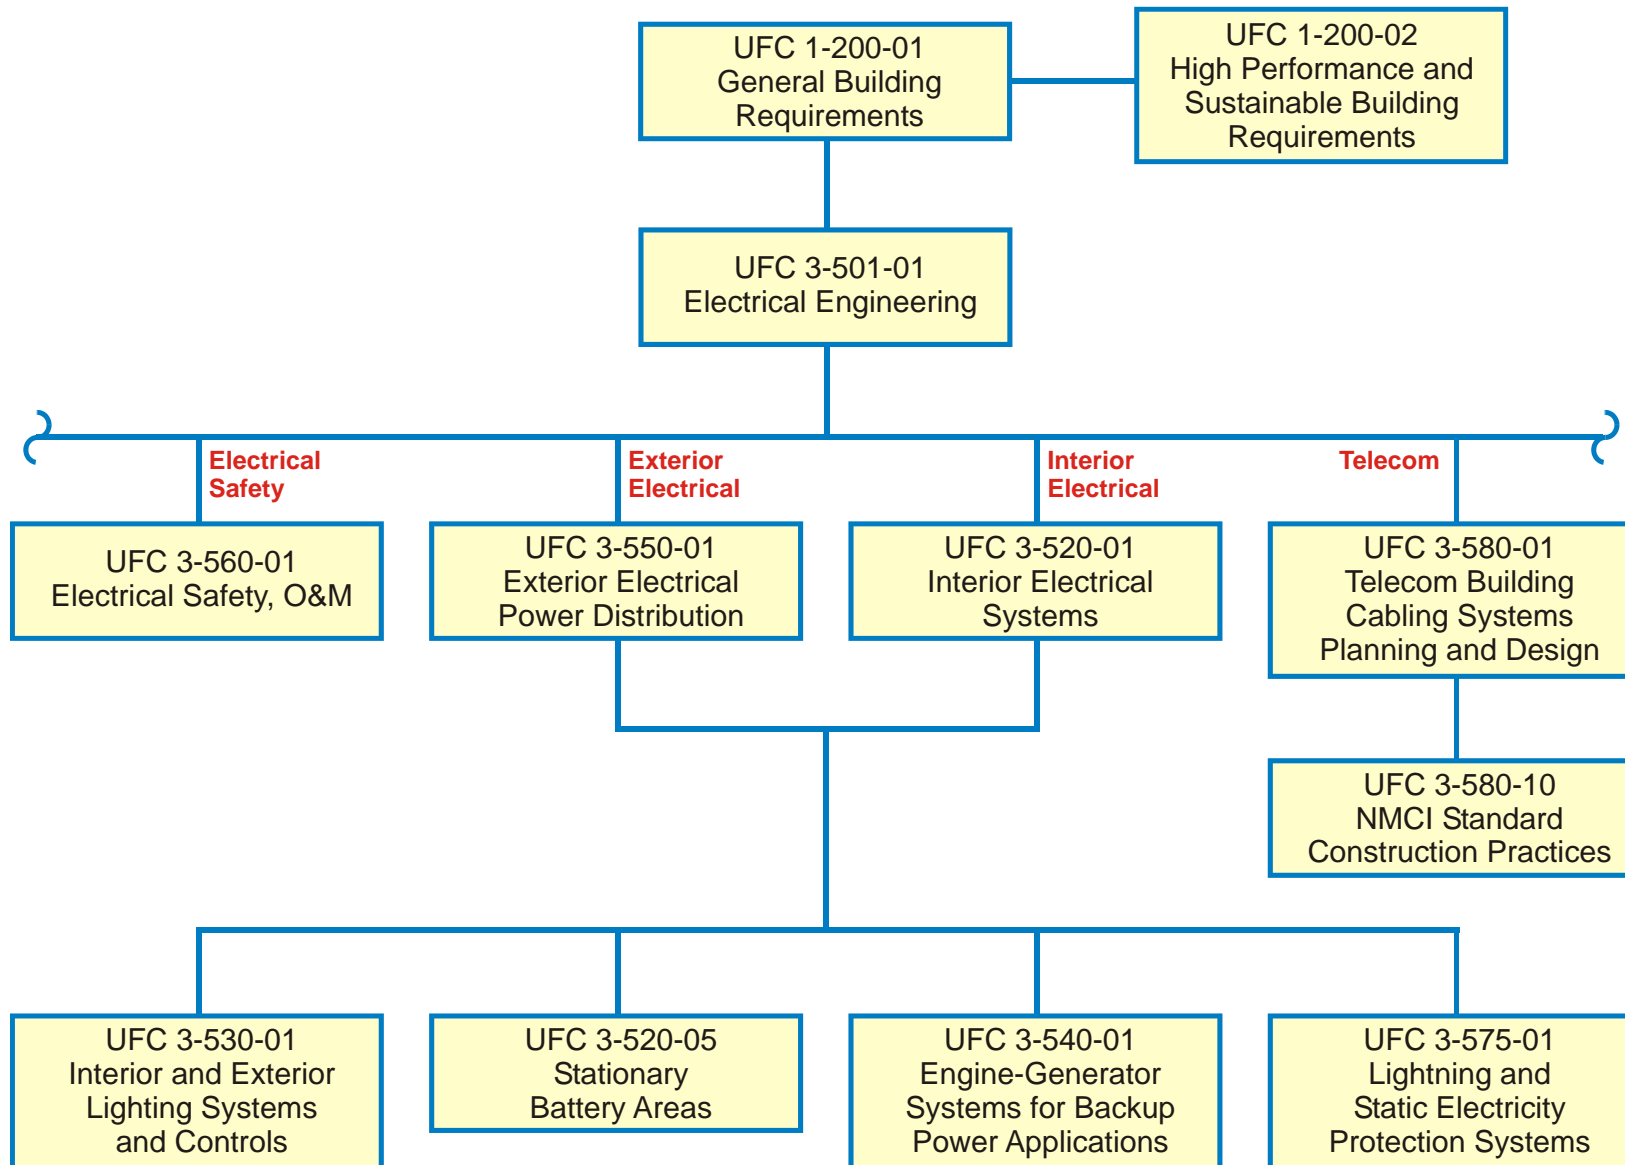 UFC 1-200-01
General Building
Requirements
UFC 1-200-02
High Performance and
Sustainable Building
Requirements
UFC 3-501-01
Electrical Engineering
Electrical
Safety
Exterior
Electrical
Interior
Electrical
Telecom
UFC 3-560-01
Electrical Safety, O&M
UFC 3-550-01
Exterior Electrical
Power Distribution
UFC 3-520-01
Interior Electrical
Systems
UFC 3-580-01
Telecom Building
Cabling Systems
Planning and Design
UFC 3-580-10
NMCI Standard
Construction Practices
UFC 3-530-01
Interior and Exterior
Lighting Systems
and Controls
UFC 3-520-05
Stationary
Battery Areas
UFC 3-540-01
Engine-Generator
Systems for Backup
Power Applications
UFC 3-575-01
Lightning and
Static Electricity
Protection Systems